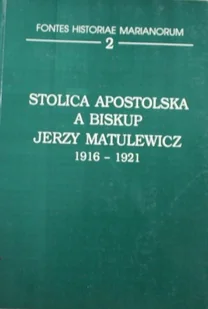 FONTES HISTORIAE MARIANORUM
2
STOLICA APOSTOLSKA
A BISKUP
JERZY MATULEWICZ
1916 – 1921